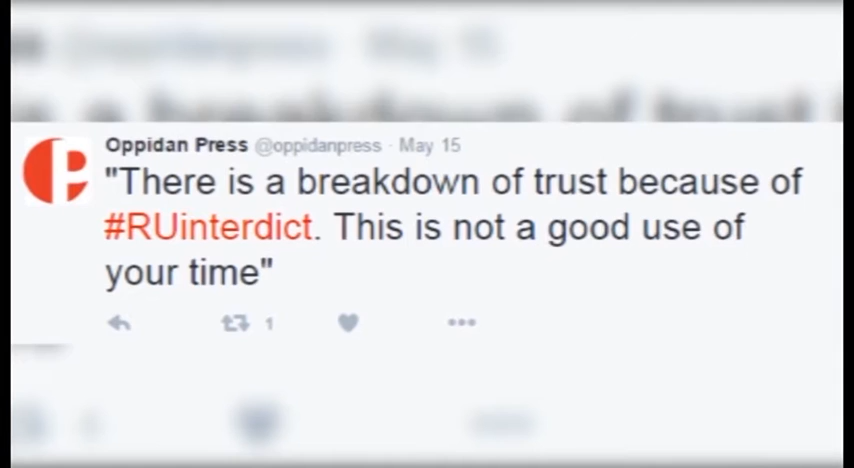 Oppidan Press @oppidanpress · May 15
"There is a breakdown of trust because of
#RUinterdict. This is not a good use of
your time"
1